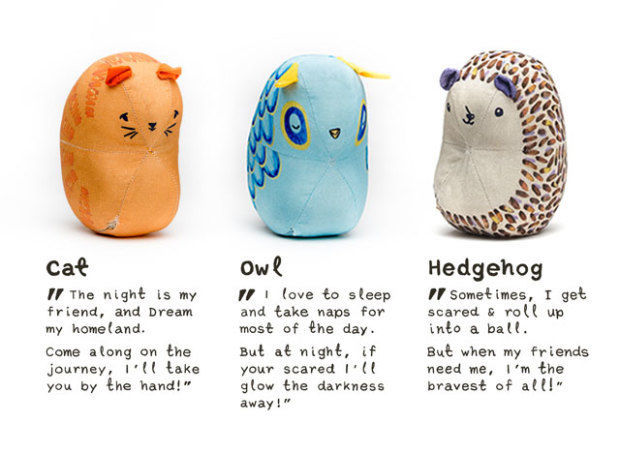 Cat
"The night is my
friend, and Dream
my homeland.
Come along on the
journey, I'll take
you by the hand!"
Owl
"I love to sleep
and take naps for
most of the day.
But at night, if
your scared I'll
glow the darkness
away!"
Hedgehog
"Sometimes, I get
scared & roll up
into a ball.
But when my friends
need me, I'm the
bravest of all!"